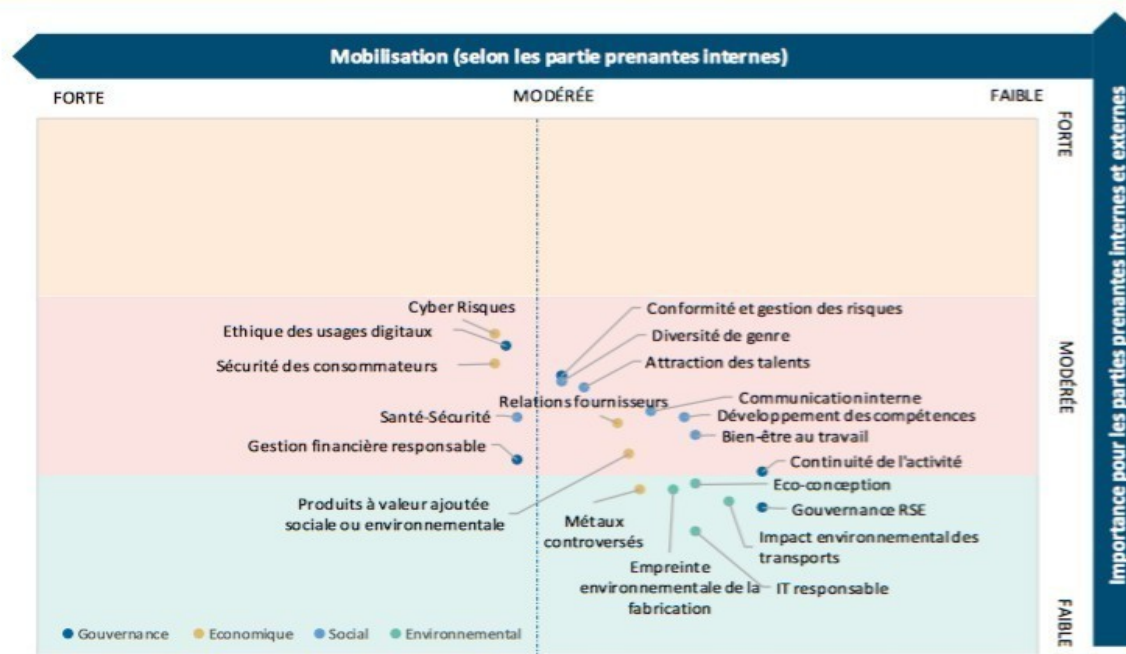 Mobilisation (selon les partie prenantes internes)
FORTE
MODÉRÉE
FAIBLE
FORTE
MODÉRÉE
FAIBLE
Importance pour les parties prenantes internes et externes
Cyber Risques
Ethique des usages digitaux
Sécurité des consommateurs
Conformité et gestion des risques
Diversité de genre
Attraction des talents
Relations fournisseurs
Communication interne
Santé-Sécurité
Développement des compétences
Bien-être au travail
Gestion financière responsable
Continuité de l'activité
Eco-conception
Produits à valeur ajoutée
sociale ou environnementale
Gouvernance RSE
Métaux
controversés
Impact environnemental des
transports
Empreinte
environnementale de la
fabrication
IT responsable
Gouvernance
Economique
Social
Environnemental